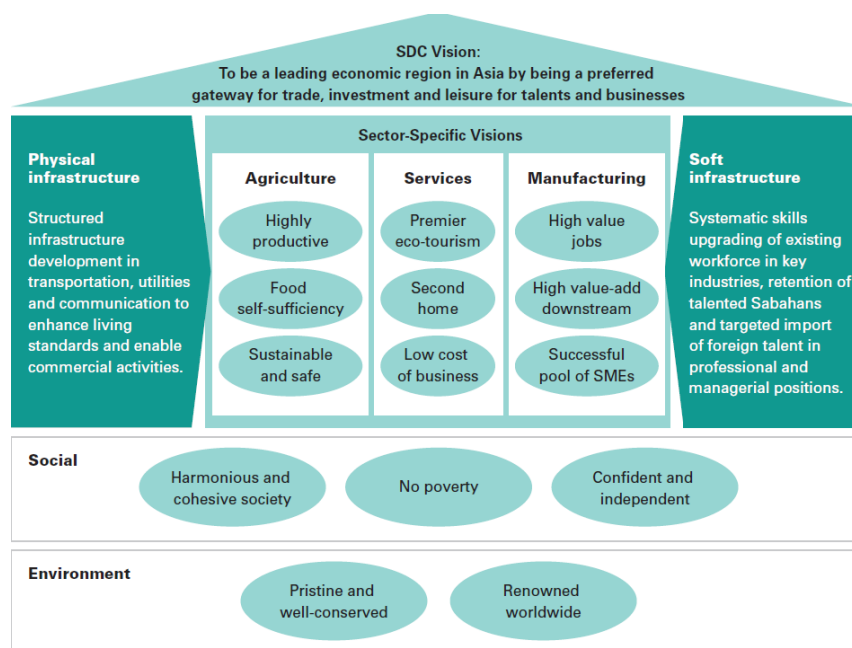 SDC Vision:
To be a leading economic region in Asia by being a preferred
gateway for trade, investment and leisure for talents and businesses
Physical
infrastructure
Structured
infrastructure
development in
transportation, utilities
and communication to
enhance living
standards and enable
commercial activities.
Sector-Specific Visions
Agriculture
Highly
productive
Food
self-sufficiency
Sustainable
and safe
Services
Premier
eco-tourism
Second
home
Low cost
of business
Manufacturing
High value
jobs
High value-add
downstream
Successful
pool of SMEs
Soft
infrastructure
Systematic skills
upgrading of existing
workforce in key
industries, retention of
talented Sabahans
and targeted import
of foreign talent in
professional and
managerial positions.
Social
Harmonious and
cohesive society
No poverty
Confident and
independent
Environment
Pristine and
well-conserved
Renowned
worldwide